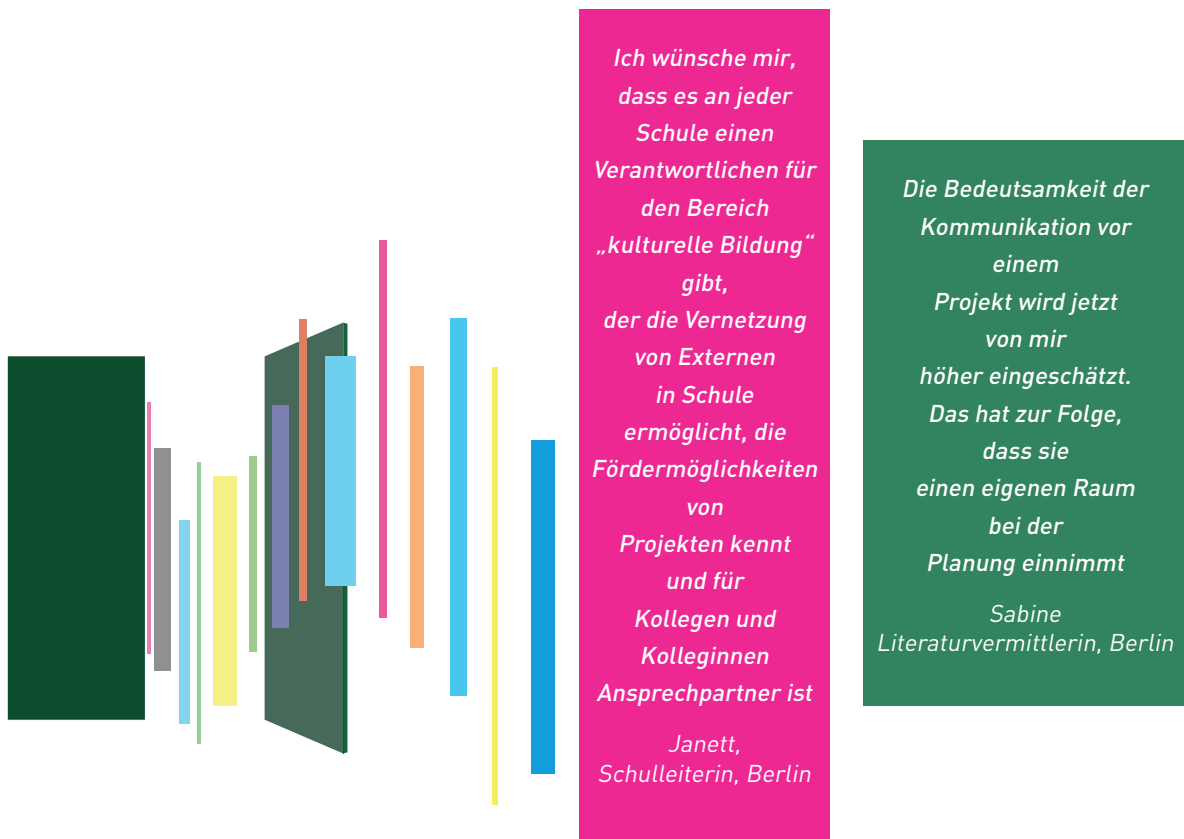 Ich wünsche mir,
dass es an jeder
Schule einen
Verantwortlichen für
den Bereich
„kulturelle Bildung“
gibt,
der die Vernetzung
von Externen
in Schule
ermöglicht, die
Fördermöglichkeiten
von
Projekten kennt
und für
Kollegen und
Kolleginnen
Ansprechpartner ist
Janett,
Schulleiterin, Berlin
Die Bedeutsamkeit der
Kommunikation vor
einem
Projekt wird jetzt
von mir
höher eingeschätzt.
Das hat zur Folge,
dass sie
einen eigenen Raum
bei der
Planung einnimmt
Sabine
Literaturvermittlerin, Berlin